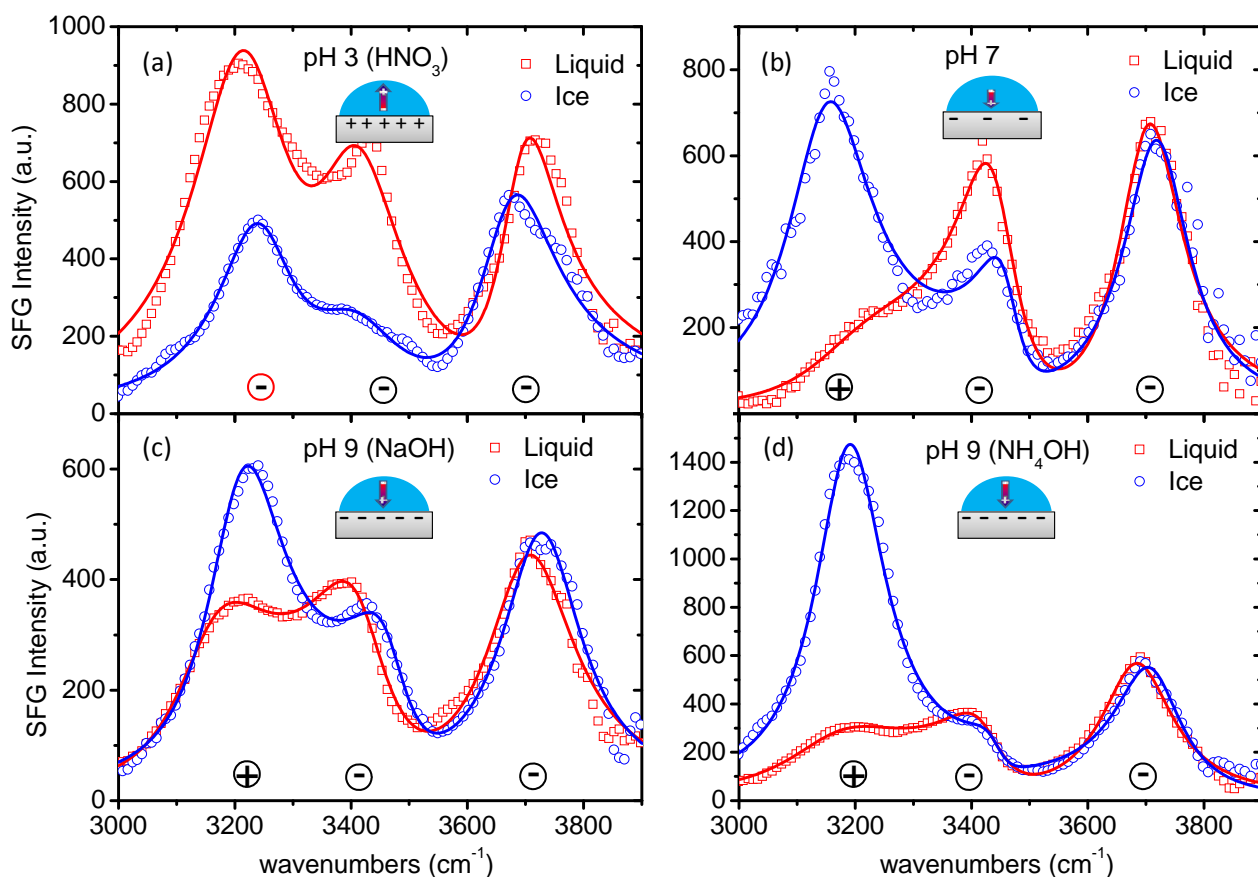 (a) pH 3 (HNO3)
Liquid
Ice
+ + + + +
SFG Intensity (a.u.)
1000
800
600
400
200
0
- - -
(b) pH 7
Liquid
Ice
- - -
800
600
400
200
+ - -
(c) pH 9 (NaOH)
Liquid
Ice
- - - - -
SFG Intensity (a.u.)
600
400
200
0
+ - -
3000 3200 3400 3600 3800
wavenumbers (cm-1)
pH 9 (NH4OH) (d)
Liquid
Ice
- - - - -
1400
1200
1000
800
600
400
200
0
+ - -
3000 3200 3400 3600 3800
wavenumbers (cm-1)